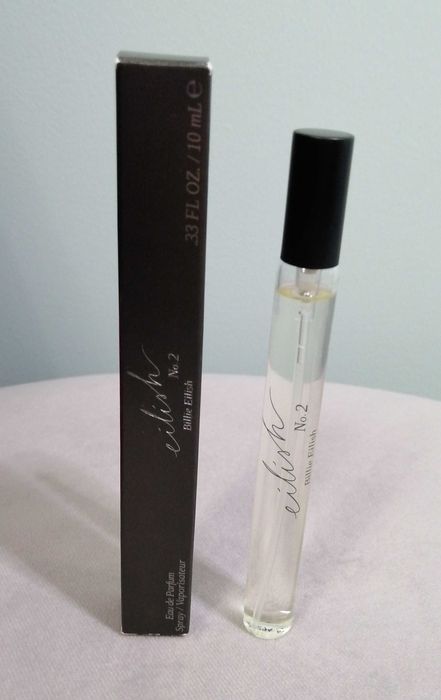 .33 FL OZ. / 10 mL ℮
eilish
No.2
Billie Eilish
Eau de Parfum
Spray / Vaporisateur
eilish
No.2
Billie Eilish